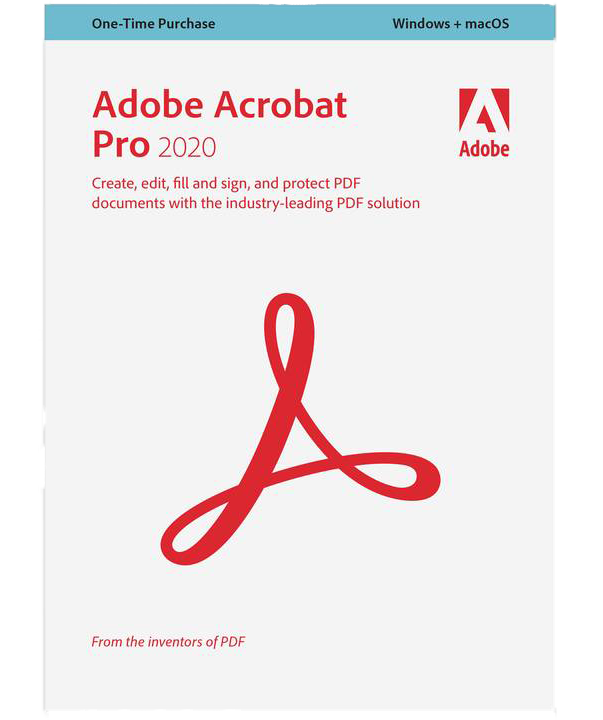 One-Time Purchase Windows + macOS
Adobe Acrobat
Pro 2020
Adobe
Create, edit, fill and sign, and protect PDF
documents with the industry-leading PDF solution
From the inventors of PDF